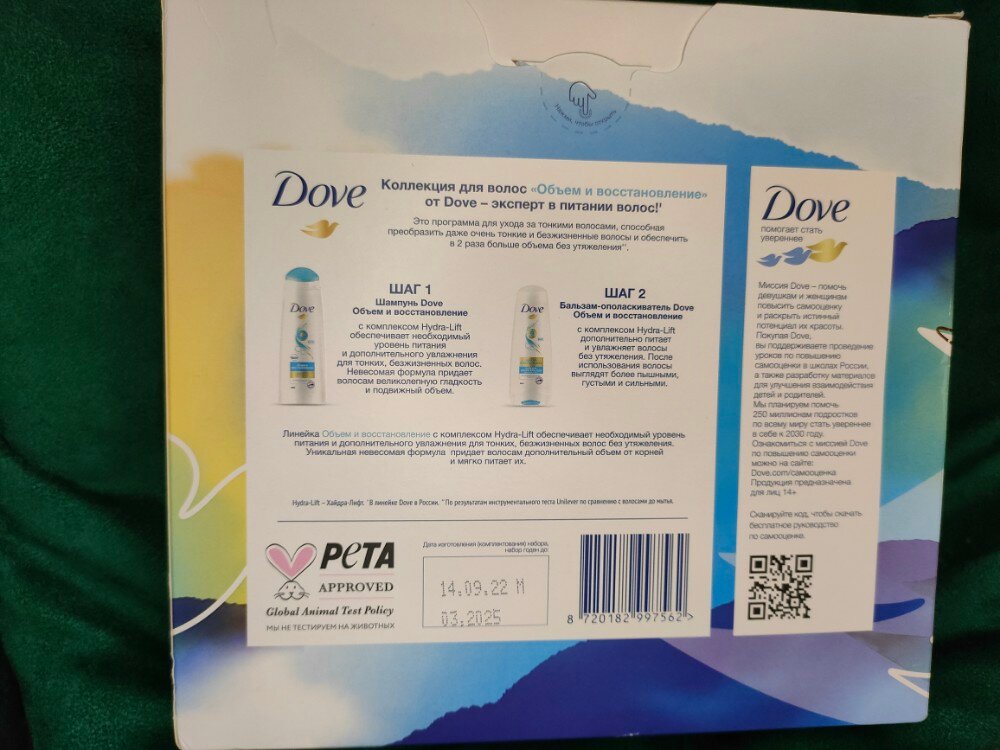 Нажми, чтобы открыть
Dove
Коллекция для волос «Объем и восстановление»
от Dove – эксперт в питании волос!*
Это программа для ухода за тонкими волосами, способная
преобразить даже очень тонкие и безжизненные волосы и обеспечить
в 2 раза больше объема без утяжеления**.
Dove
ШАГ 1
Шампунь Dove
Объем и восстановление
с комплексом Hydra-Lift
обеспечивает необходимый
уровень питания
и дополнительного увлажнения
для тонких, безжизненных волос.
Невесомая формула придает
волосам великолепную гладкость
и подвижный объем.
Dove
ШАГ 2
Бальзам-ополаскиватель Dove
Объем и восстановление
с комплексом Hydra-Lift
дополнительно питает
и увлажняет волосы
без утяжеления. После
использования волосы
выглядят более пышными,
густыми и сильными.
Линейка Объем и восстановление с комплексом Hydra-Lift обеспечивает необходимый уровень
питания и дополнительного увлажнения для тонких, безжизненных волос без утяжеления.
Уникальная невесомая формула придает волосам дополнительный объем от корней
и мягко питает их.
Hydra-Lift – Хайдра-Лифт. *В линейке Dove в России. **По результатам инструментального теста Unilever по сравнению с волосами до мытья.
PETA
APPROVED
Global Animal Test Policy
МЫ НЕ ТЕСТИРУЕМ НА ЖИВОТНЫХ
Дата изготовления (комплектования) набора,
набор годен до:
14.09.22 М
03.2025
8 720182 997562 >
Dove
помогает стать
увереннее
Миссия Dove – помочь
девушкам и женщинам
повысить самооценку
и раскрыть истинный
потенциал их красоты.
Покупая Dove,
вы поддерживаете проведение
уроков по повышению
самооценки в школах России,
а также разработку материалов
для улучшения взаимодействия
детей и родителей.
Мы планируем помочь
250 миллионам подростков
по всему миру стать увереннее
в себе к 2030 году.
Ознакомиться с миссией Dove
по повышению самооценки
можно на сайте:
Dove.com/самооценка
Продукция предназначена
для лиц 14+
Сканируйте код, чтобы скачать
бесплатное руководство
по самооценке.